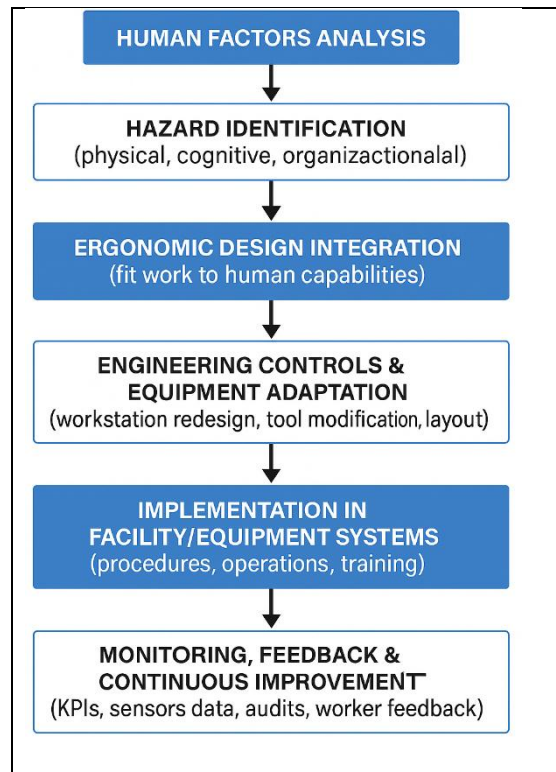 HUMAN FACTORS ANALYSIS
HAZARD IDENTIFICATION
(physical, cognitive, organizactionalal)
ERGONOMIC DESIGN INTEGRATION
(fit work to human capabilities)
ENGINEERING CONTROLS &
EQUIPMENT ADAPTATION
(workstation redesign, tool modification, layout)
IMPLEMENTATION IN
FACILITY/EQUIPMENT SYSTEMS
(procedures, operations, training)
MONITORING, FEEDBACK &
CONTINUOUS IMPROVEMENT
(KPIs, sensors data, audits, worker feedback)